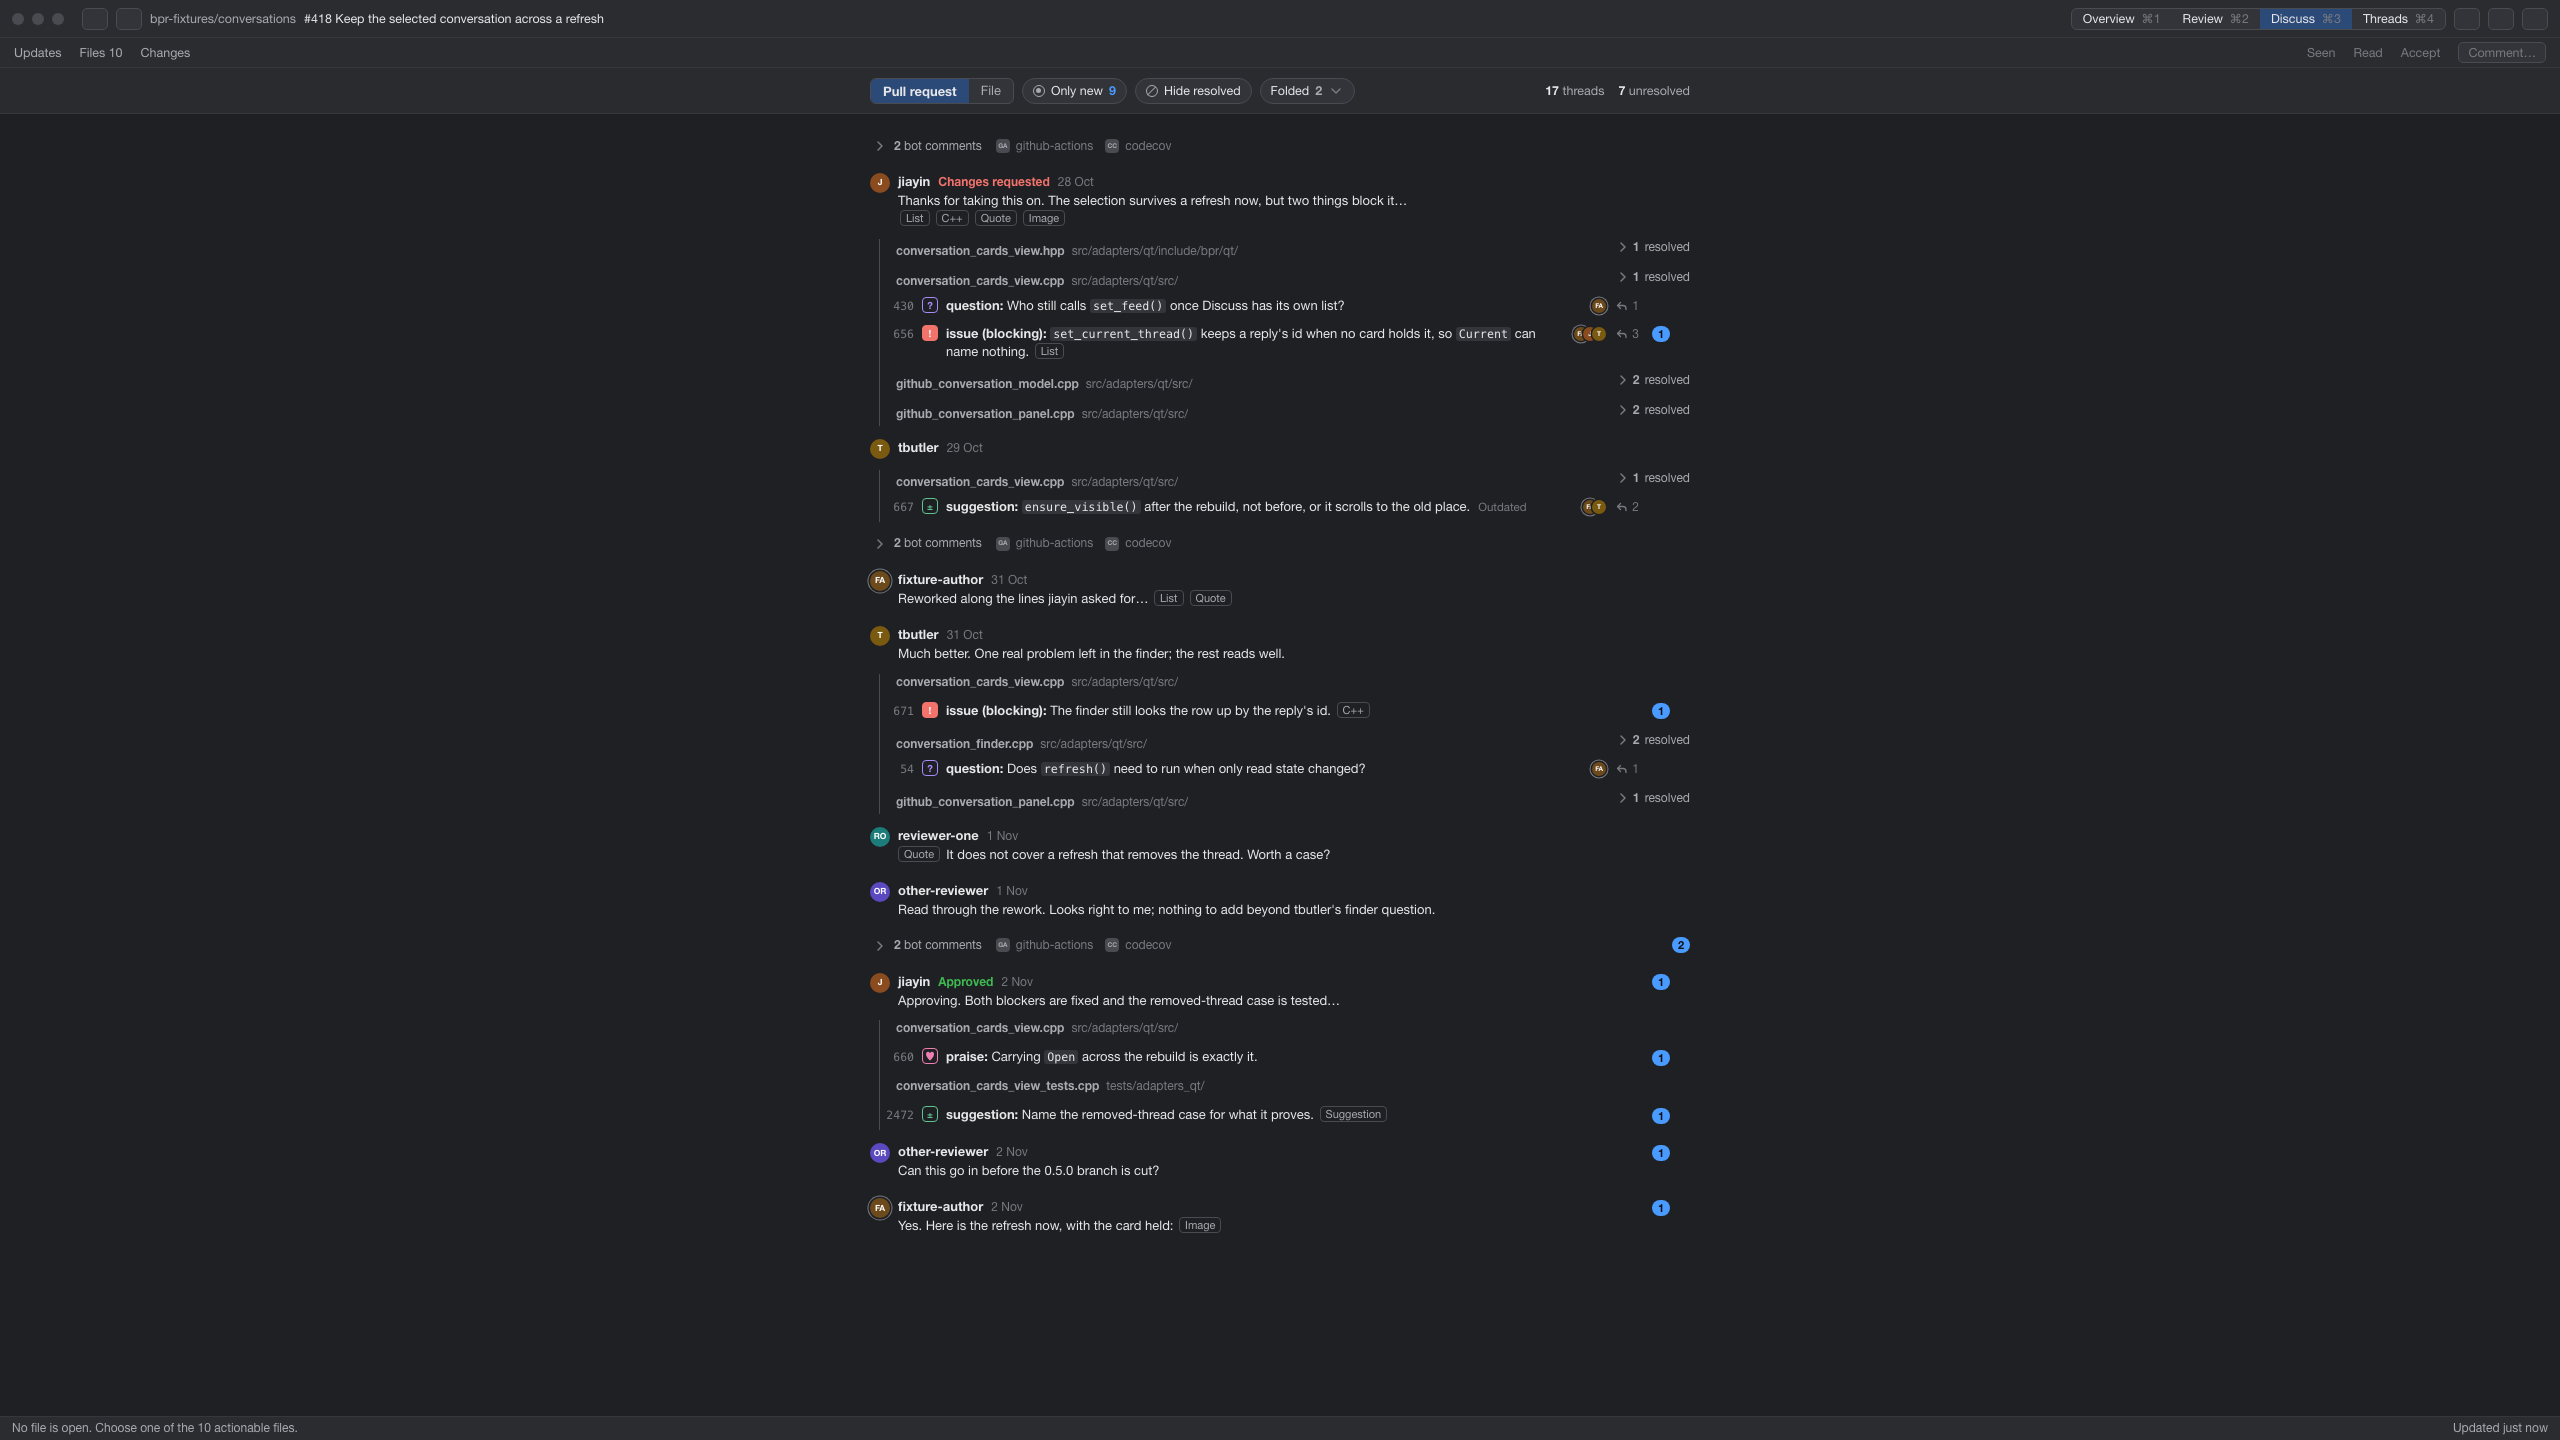 bpr-fixtures/conversations #418 Keep the selected conversation across a refresh
Overview ⌘1 Review ⌘2 Discuss ⌘3 Threads ⌘4
Updates Files 10 Changes
Seen Read Accept Comment…
Pull request File Only new 9 Hide resolved Folded 2
17 threads 7 unresolved
2 bot comments GA github-actions CC codecov
J jiayin Changes requested 28 Oct
Thanks for taking this on. The selection survives a refresh now, but two things block it…
List C++ Quote Image
conversation_cards_view.hpp src/adapters/qt/include/bpr/qt/ 1 resolved
conversation_cards_view.cpp src/adapters/qt/src/ 1 resolved
430 ? question: Who still calls set_feed() once Discuss has its own list? FA 1
656 ! issue (blocking): set_current_thread() keeps a reply's id when no card holds it, so Current can T 3 1
name nothing. List
github_conversation_model.cpp src/adapters/qt/src/ 2 resolved
github_conversation_panel.cpp src/adapters/qt/src/ 2 resolved
T tbutler 29 Oct
conversation_cards_view.cpp src/adapters/qt/src/ 1 resolved
667 ± suggestion: ensure_visible() after the rebuild, not before, or it scrolls to the old place. Outdated T 2
2 bot comments GA github-actions CC codecov
FA fixture-author 31 Oct
Reworked along the lines jiayin asked for… List Quote
T tbutler 31 Oct
Much better. One real problem left in the finder; the rest reads well.
conversation_cards_view.cpp src/adapters/qt/src/
671 ! issue (blocking): The finder still looks the row up by the reply's id. C++ 1
conversation_finder.cpp src/adapters/qt/src/ 2 resolved
54 ? question: Does refresh() need to run when only read state changed? FA 1
github_conversation_panel.cpp src/adapters/qt/src/ 1 resolved
RO reviewer-one 1 Nov
Quote It does not cover a refresh that removes the thread. Worth a case?
OR other-reviewer 1 Nov
Read through the rework. Looks right to me; nothing to add beyond tbutler's finder question.
2 bot comments GA github-actions CC codecov 2
J jiayin Approved 2 Nov 1
Approving. Both blockers are fixed and the removed-thread case is tested…
conversation_cards_view.cpp src/adapters/qt/src/
660 praise: Carrying Open across the rebuild is exactly it. 1
conversation_cards_view_tests.cpp tests/adapters_qt/
2472 ± suggestion: Name the removed-thread case for what it proves. Suggestion 1
OR other-reviewer 2 Nov 1
Can this go in before the 0.5.0 branch is cut?
FA fixture-author 2 Nov 1
Yes. Here is the refresh now, with the card held: Image
No file is open. Choose one of the 10 actionable files.
Updated just now